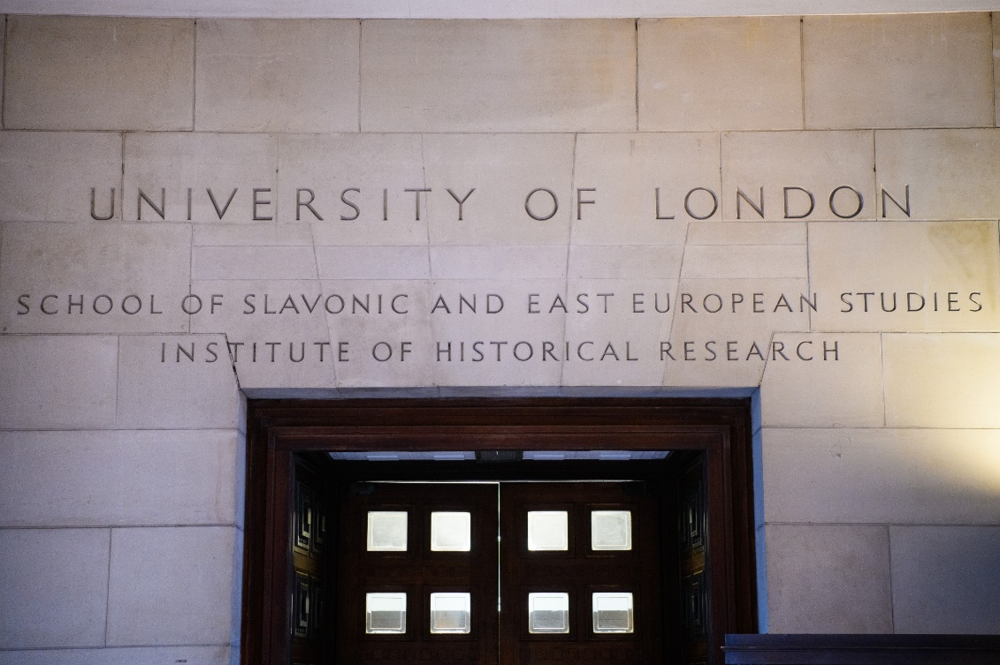 UNIVERSITY OF LONDON
SCHOOL OF SLAVONIC AND EAST EUROPEAN STUDIES
INSTITUTE OF HISTORICAL RESEARCH